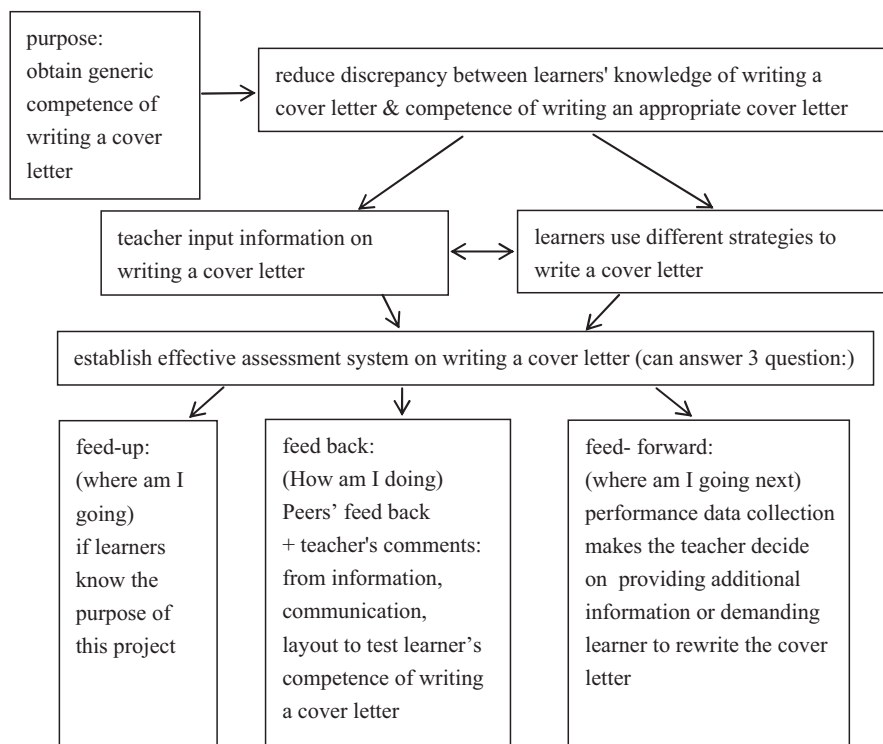 purpose:
obtain generic
competence of
writing a cover
letter
reduce discrepancy between learners' knowledge of writing a
cover letter & competence of writing an appropriate cover letter
teacher input information on
writing a cover letter
learners use different strategies to
write a cover letter
establish effective assessment system on writing a cover letter (can answer 3 question:)
feed-up:
(where am I
going)
if learners
know the
purpose of
this project
feed back:
(How am I doing)
Peers’ feed back
+ teacher's comments:
from information,
communication,
layout to test learner’s
competence of writing
a cover letter
feed- forward:
(where am I going next)
performance data collection
makes the teacher decide
on providing additional
information or demanding
learner to rewrite the cover
letter